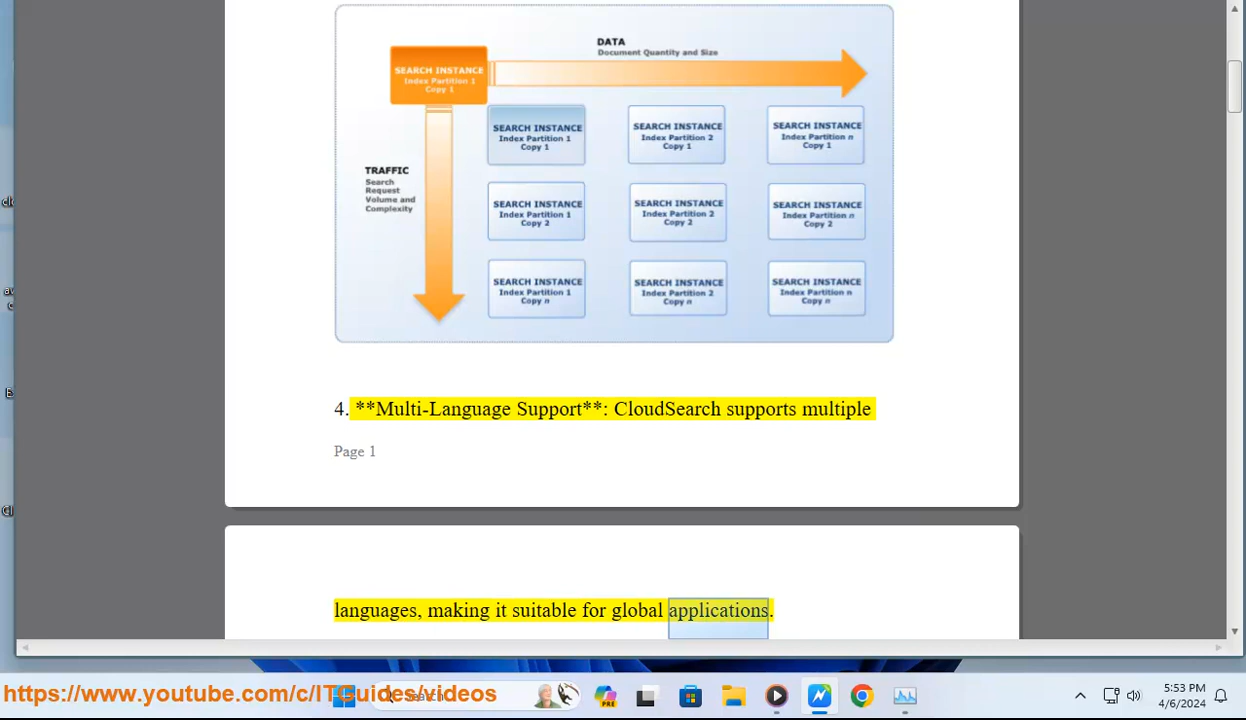 DATA
Document Quantity and Size
SEARCH INSTANCE
Index Partition 1
Copy 1
TRAFFIC
Search
Request
Volume and
Complexity
SEARCH INSTANCE
Index Partition 1
Copy 1
SEARCH INSTANCE
Index Partition 2
Copy 1
SEARCH INSTANCE
Index Partition n
Copy 1
SEARCH INSTANCE
Index Partition 1
Copy 2
SEARCH INSTANCE
Index Partition 2
Copy 2
SEARCH INSTANCE
Index Partition n
Copy 2
SEARCH INSTANCE
Index Partition 1
Copy n
SEARCH INSTANCE
Index Partition 2
Copy n
SEARCH INSTANCE
Index Partition n
Copy n
4. **Multi-Language Support**: CloudSearch supports multiple
Page 1
languages, making it suitable for global applications.
https://www.youtube.com/c/ITGuides/videos
Search
PRE
5:53 PM
4/6/2024